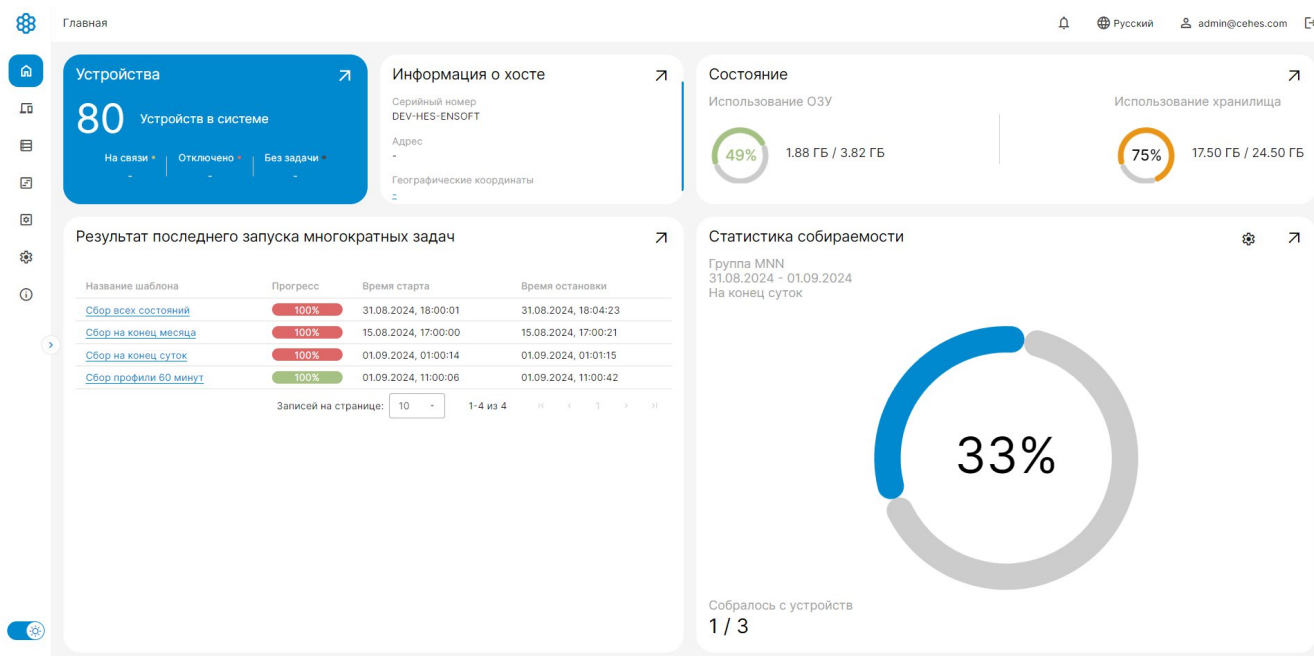 Главная
Русский
admin@cehes.com
Устройства
80 Устройств в системе
На связи Отключено Без задачи
- - -
Информация о хосте
Серийный номер
DEV-HES-ENSOFT
Адрес
-
Географические координаты
-
Состояние
Использование ОЗУ
49% 1.88 ГБ / 3.82 ГБ
Использование хранилища
75% 17.50 ГБ / 24.50 ГБ
Результат последнего запуска многократных задач
Название шаблона Прогресс Время старта Время остановки
Сбор всех состояний 100% 31.08.2024, 18:00:01 31.08.2024, 18:04:23
Сбор на конец месяца 100% 15.08.2024, 17:00:00 15.08.2024, 17:00:21
Сбор на конец суток 100% 01.09.2024, 01:00:14 01.09.2024, 01:01:15
Сбор профили 60 минут 100% 01.09.2024, 11:00:06 01.09.2024, 11:00:42
Записей на странице: 10 1-4 из 4 1
Статистика собираемости
Группа MNN
31.08.2024 - 01.09.2024
На конец суток
33%
Собралось с устройств
1 / 3